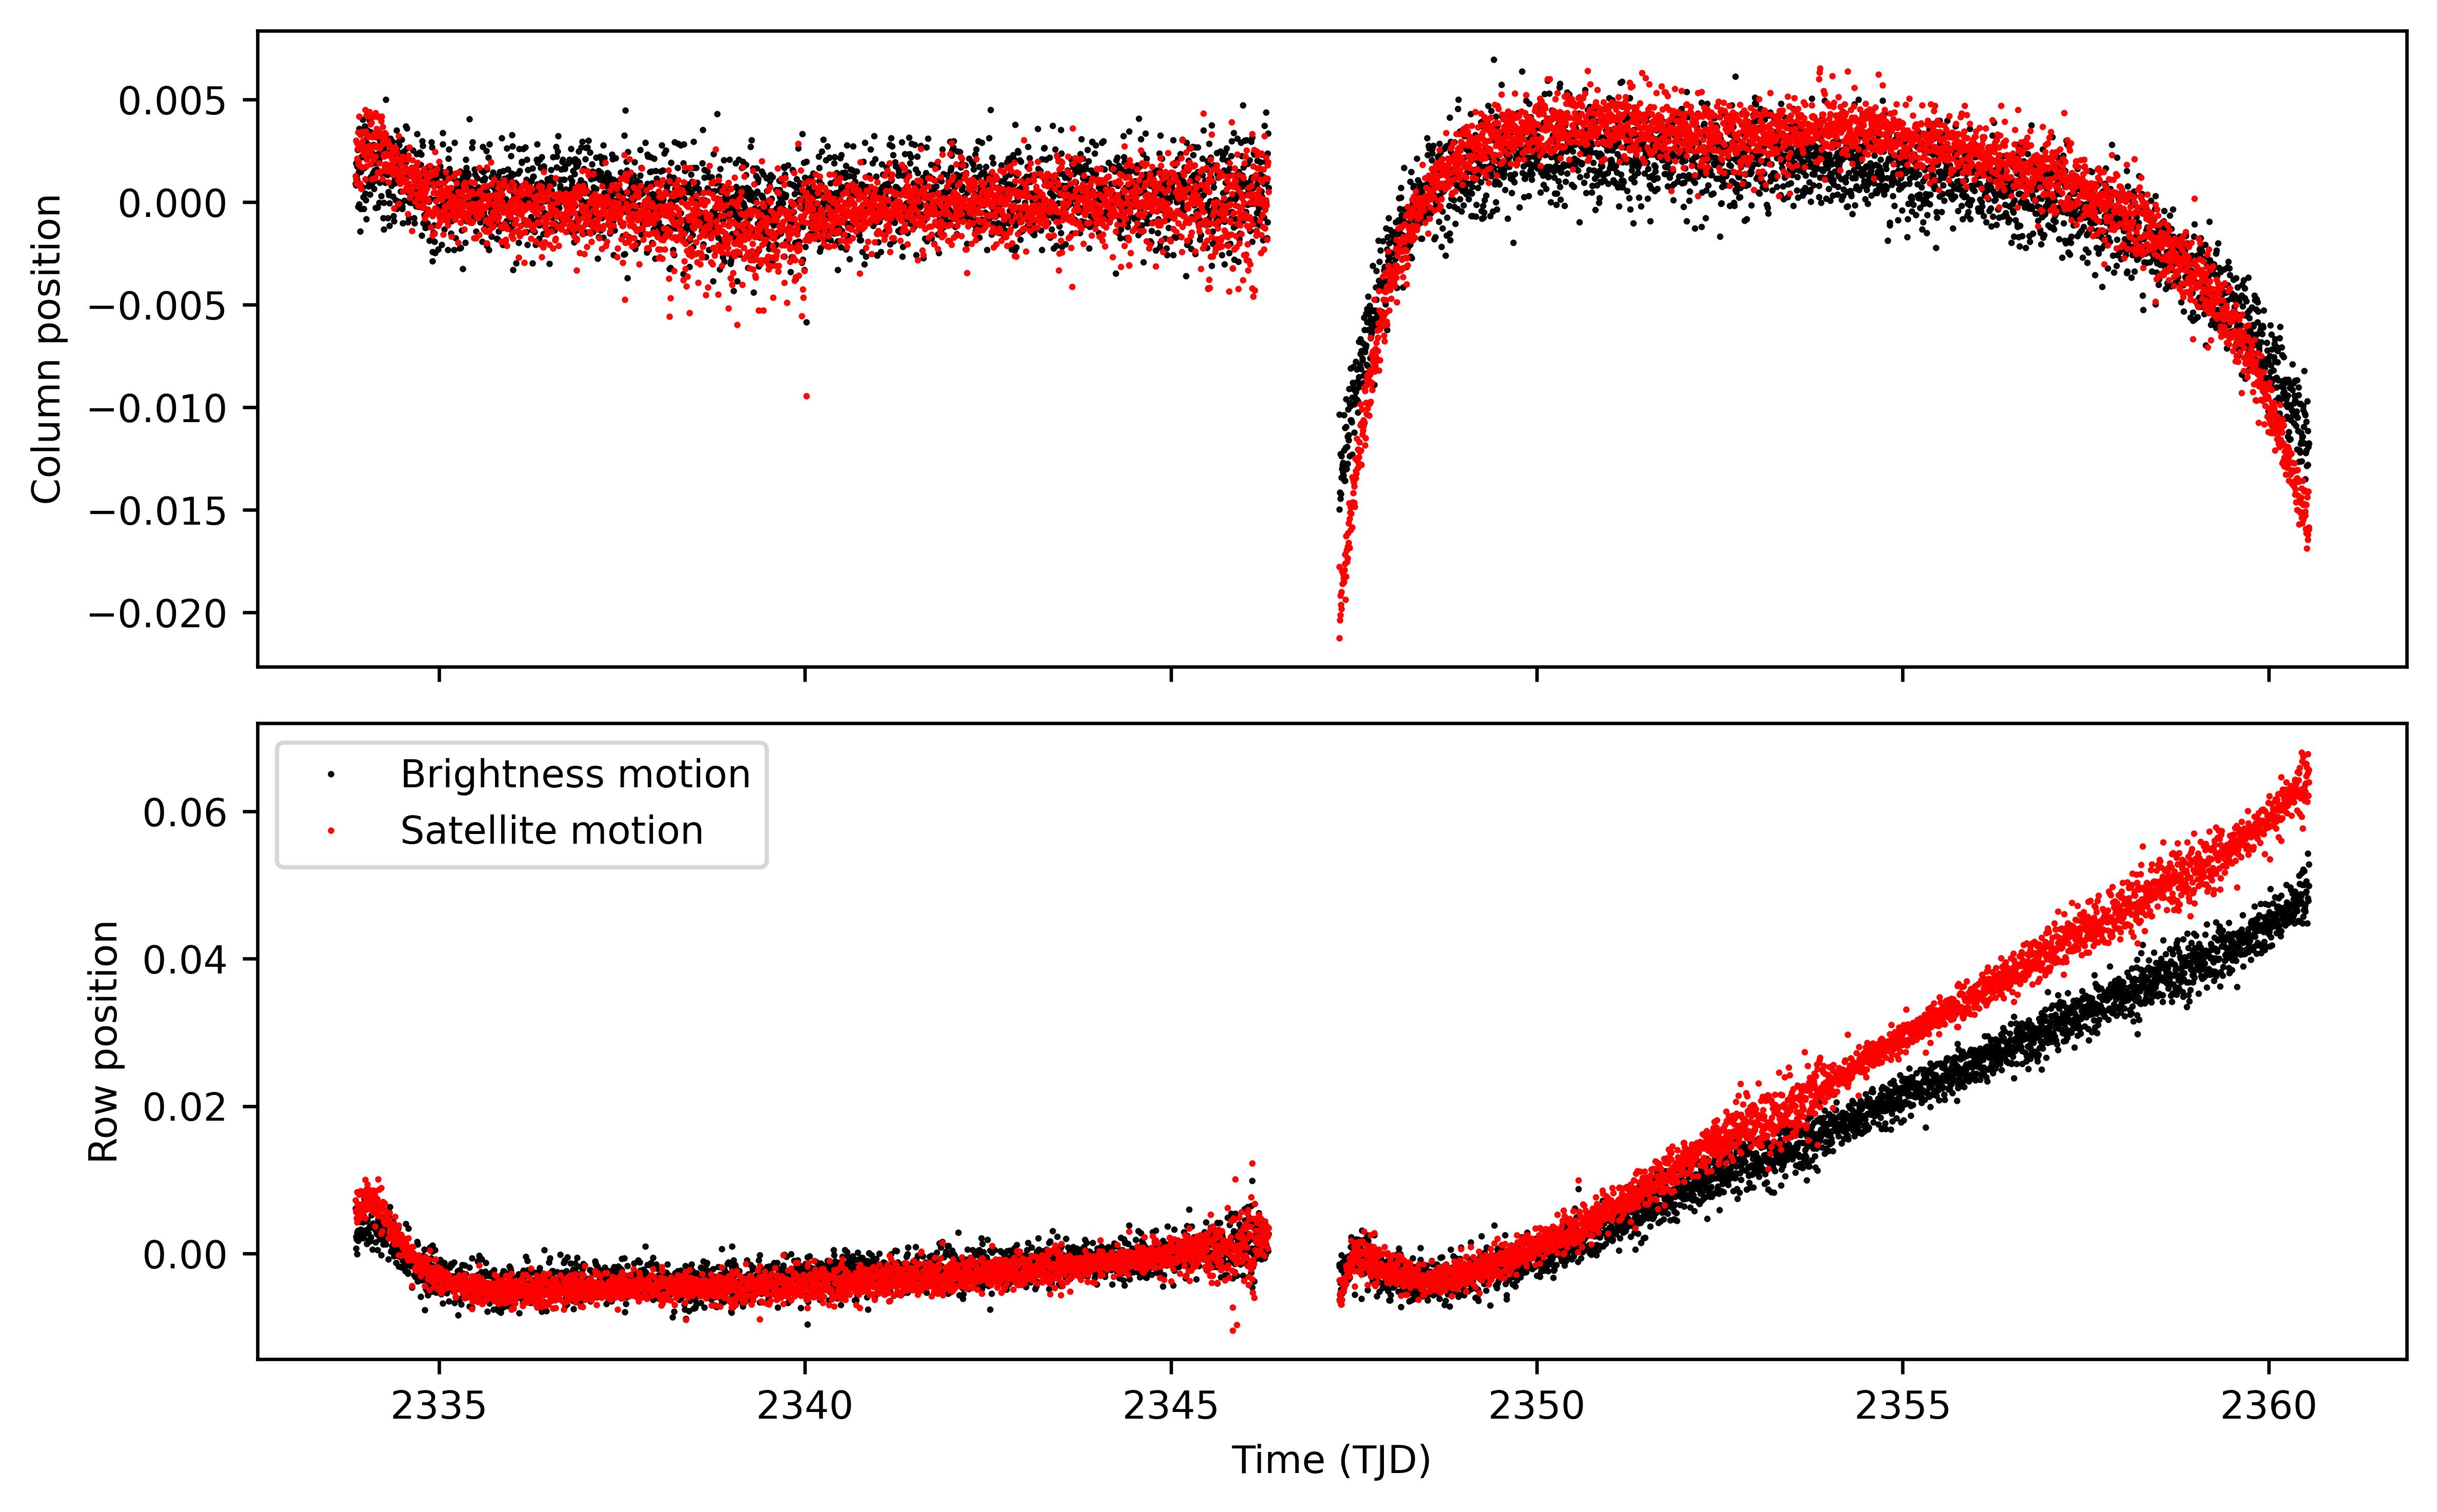 0.005
0.000
−0.005
−0.010
−0.015
−0.020
Column position
Brightness motion
Satellite motion
0.06
0.04
0.02
0.00
Row position
2335 2340 2345 2350 2355 2360
Time (TJD)